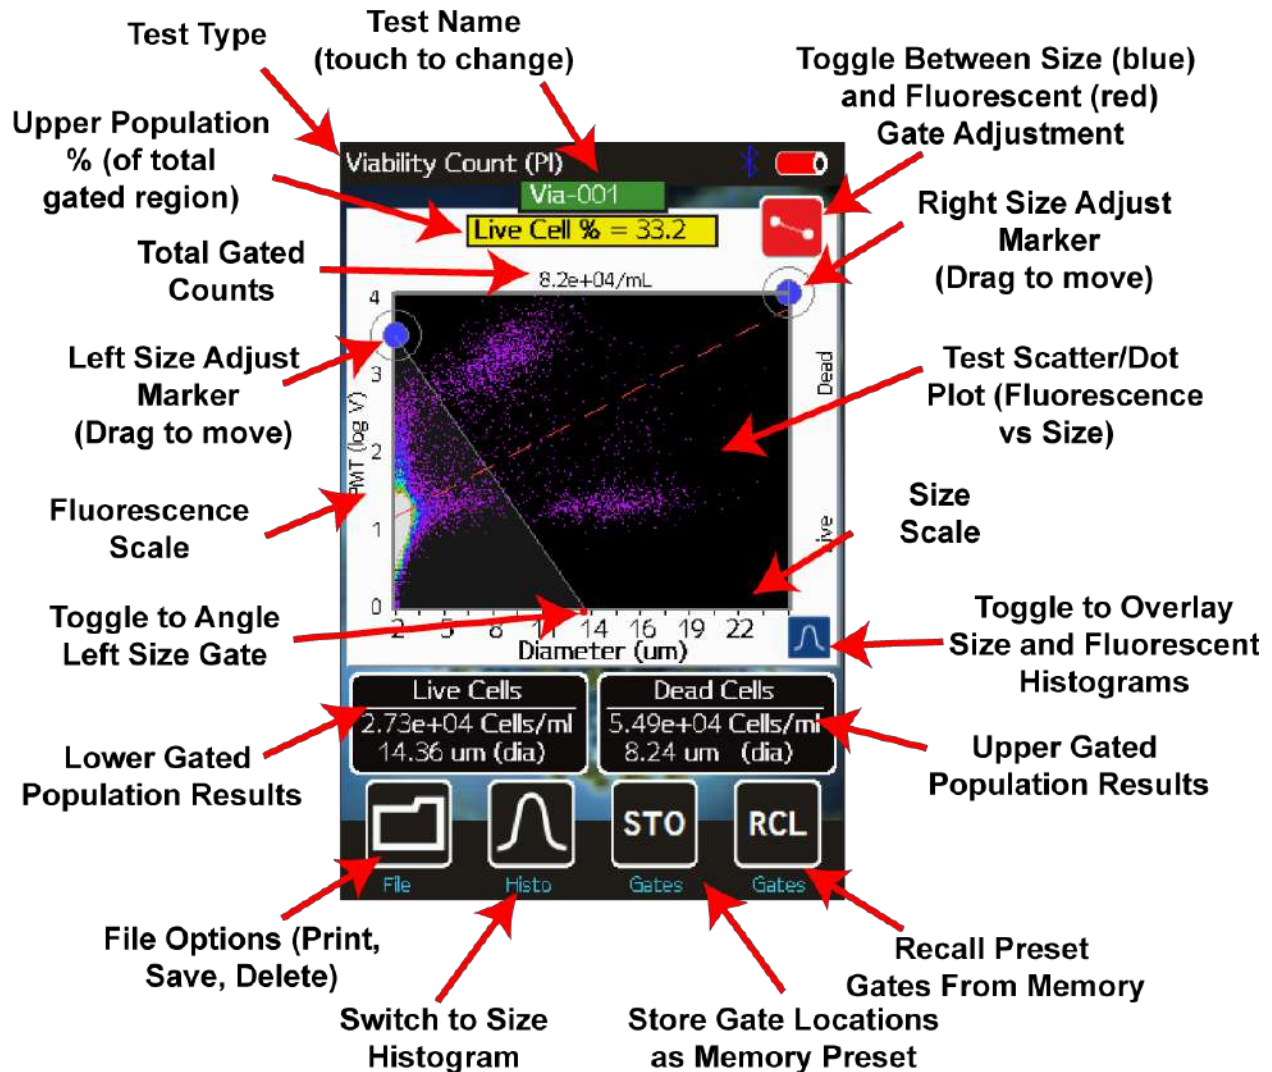 Test Type
Test Name
(touch to change)
Toggle Between Size (blue)
and Fluorescent (red)
Gate Adjustment
Upper Population
% (of total
gated region)
Viability Count (PI)
Via-001
Live Cell % = 33.2
Right Size Adjust
Marker
(Drag to move)
Total Gated
Counts
8.2e+04/mL
4
3
2
1
0
PMT (log V)
Dead
Live
Left Size Adjust
Marker
(Drag to move)
Test Scatter/Dot
Plot (Fluorescence
vs Size)
Fluorescence
Scale
Size
Scale
Toggle to Angle
Left Size Gate
2 5 8 11 14 16 19 22
Diameter (um)
Toggle to Overlay
Size and Fluorescent
Histograms
Live Cells
2.73e+04 Cells/ml
14.36 um (dia)
Dead Cells
5.49e+04 Cells/ml
8.24 um (dia)
Lower Gated
Population Results
Upper Gated
Population Results
STO
RCL
File
Histo
Gates
Gates
File Options (Print,
Save, Delete)
Switch to Size
Histogram
Store Gate Locations
as Memory Preset
Recall Preset
Gates From Memory